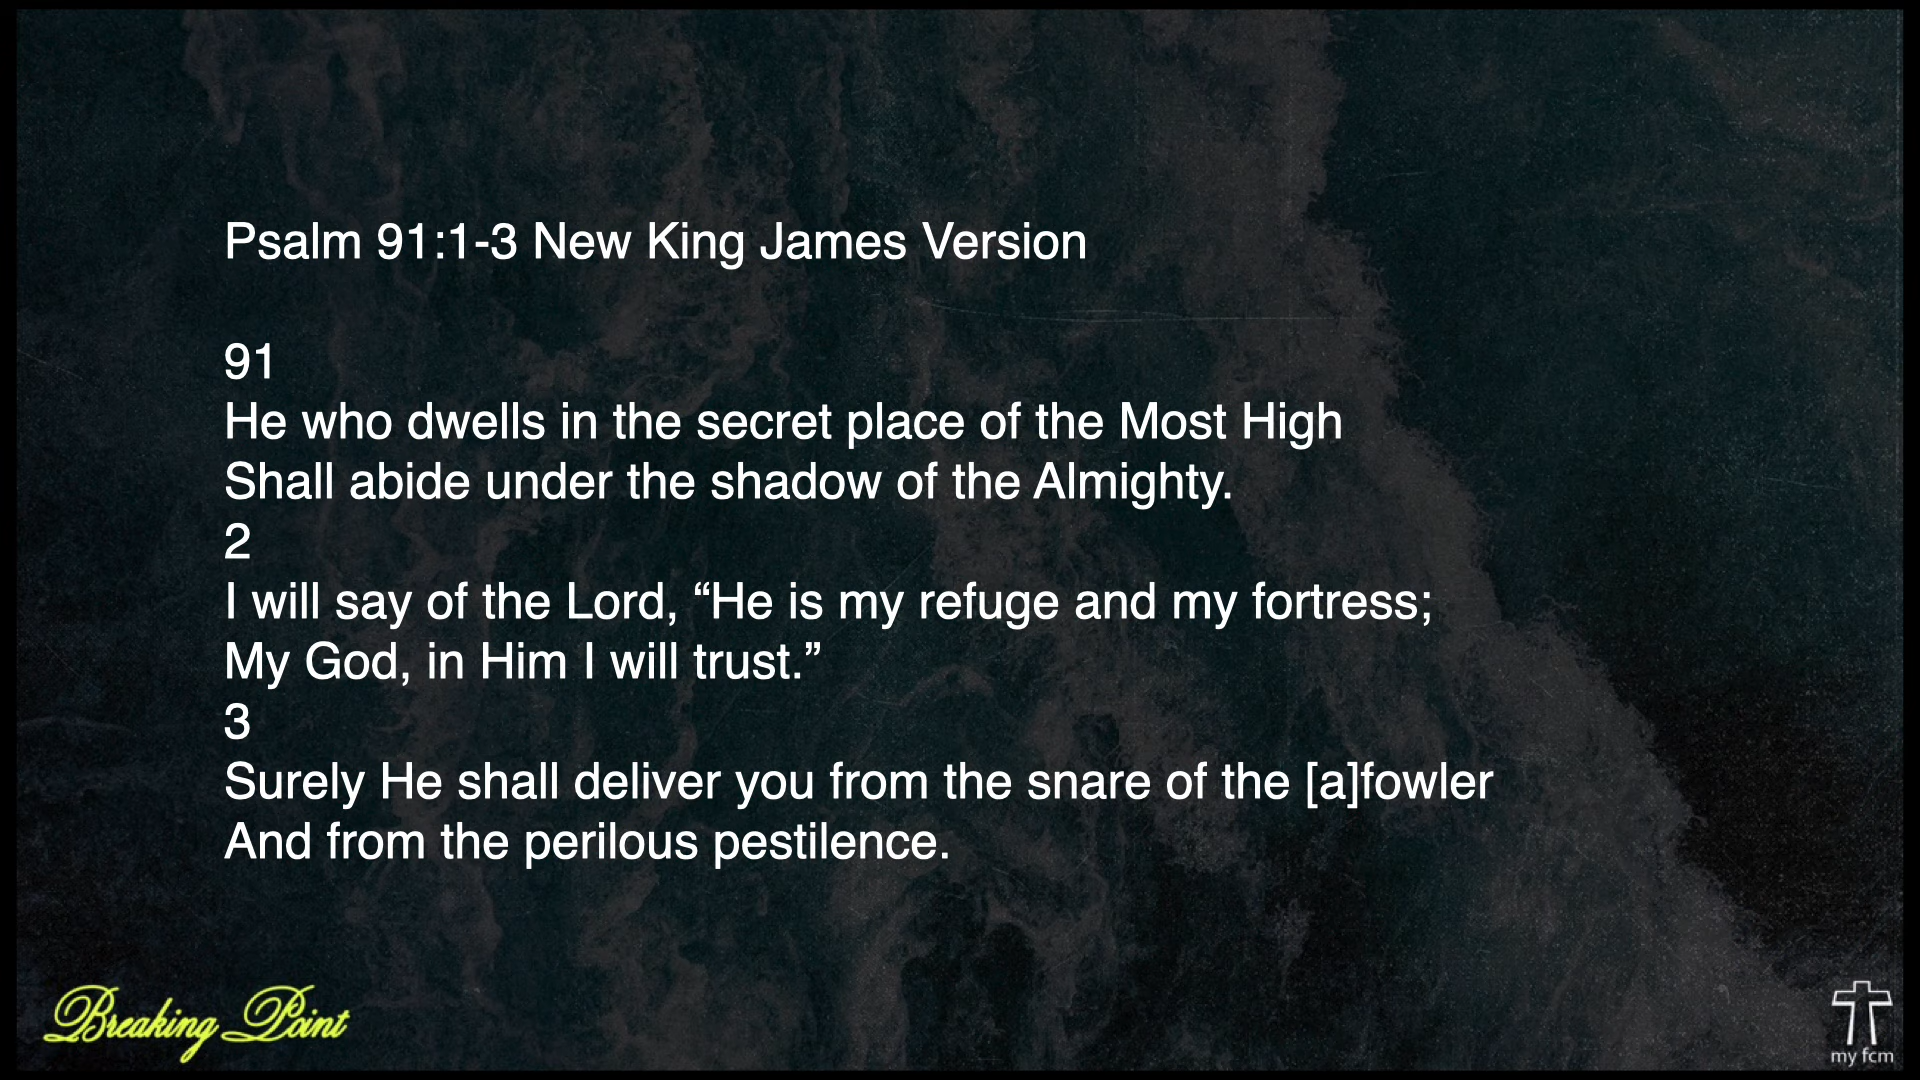 Psalm 91:1-3 New King James Version
91
He who dwells in the secret place of the Most High
Shall abide under the shadow of the Almighty.
2
I will say of the Lord, “He is my refuge and my fortress;
My God, in Him I will trust.”
3
Surely He shall deliver you from the snare of the [a]fowler
And from the perilous pestilence.
Breaking Point
my fcm